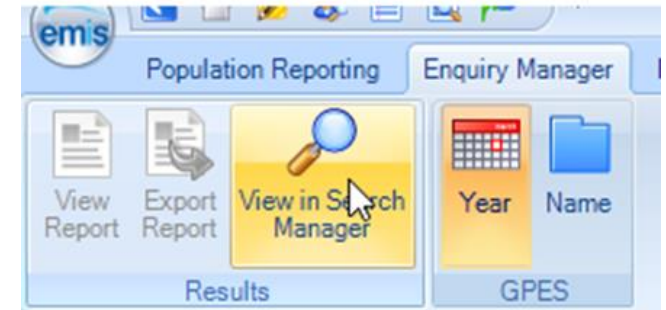 emis
Population Reporting
Enquiry Manager
View
Report
Export
Report
View in Search
Manager
Year
Name
Results
GPES